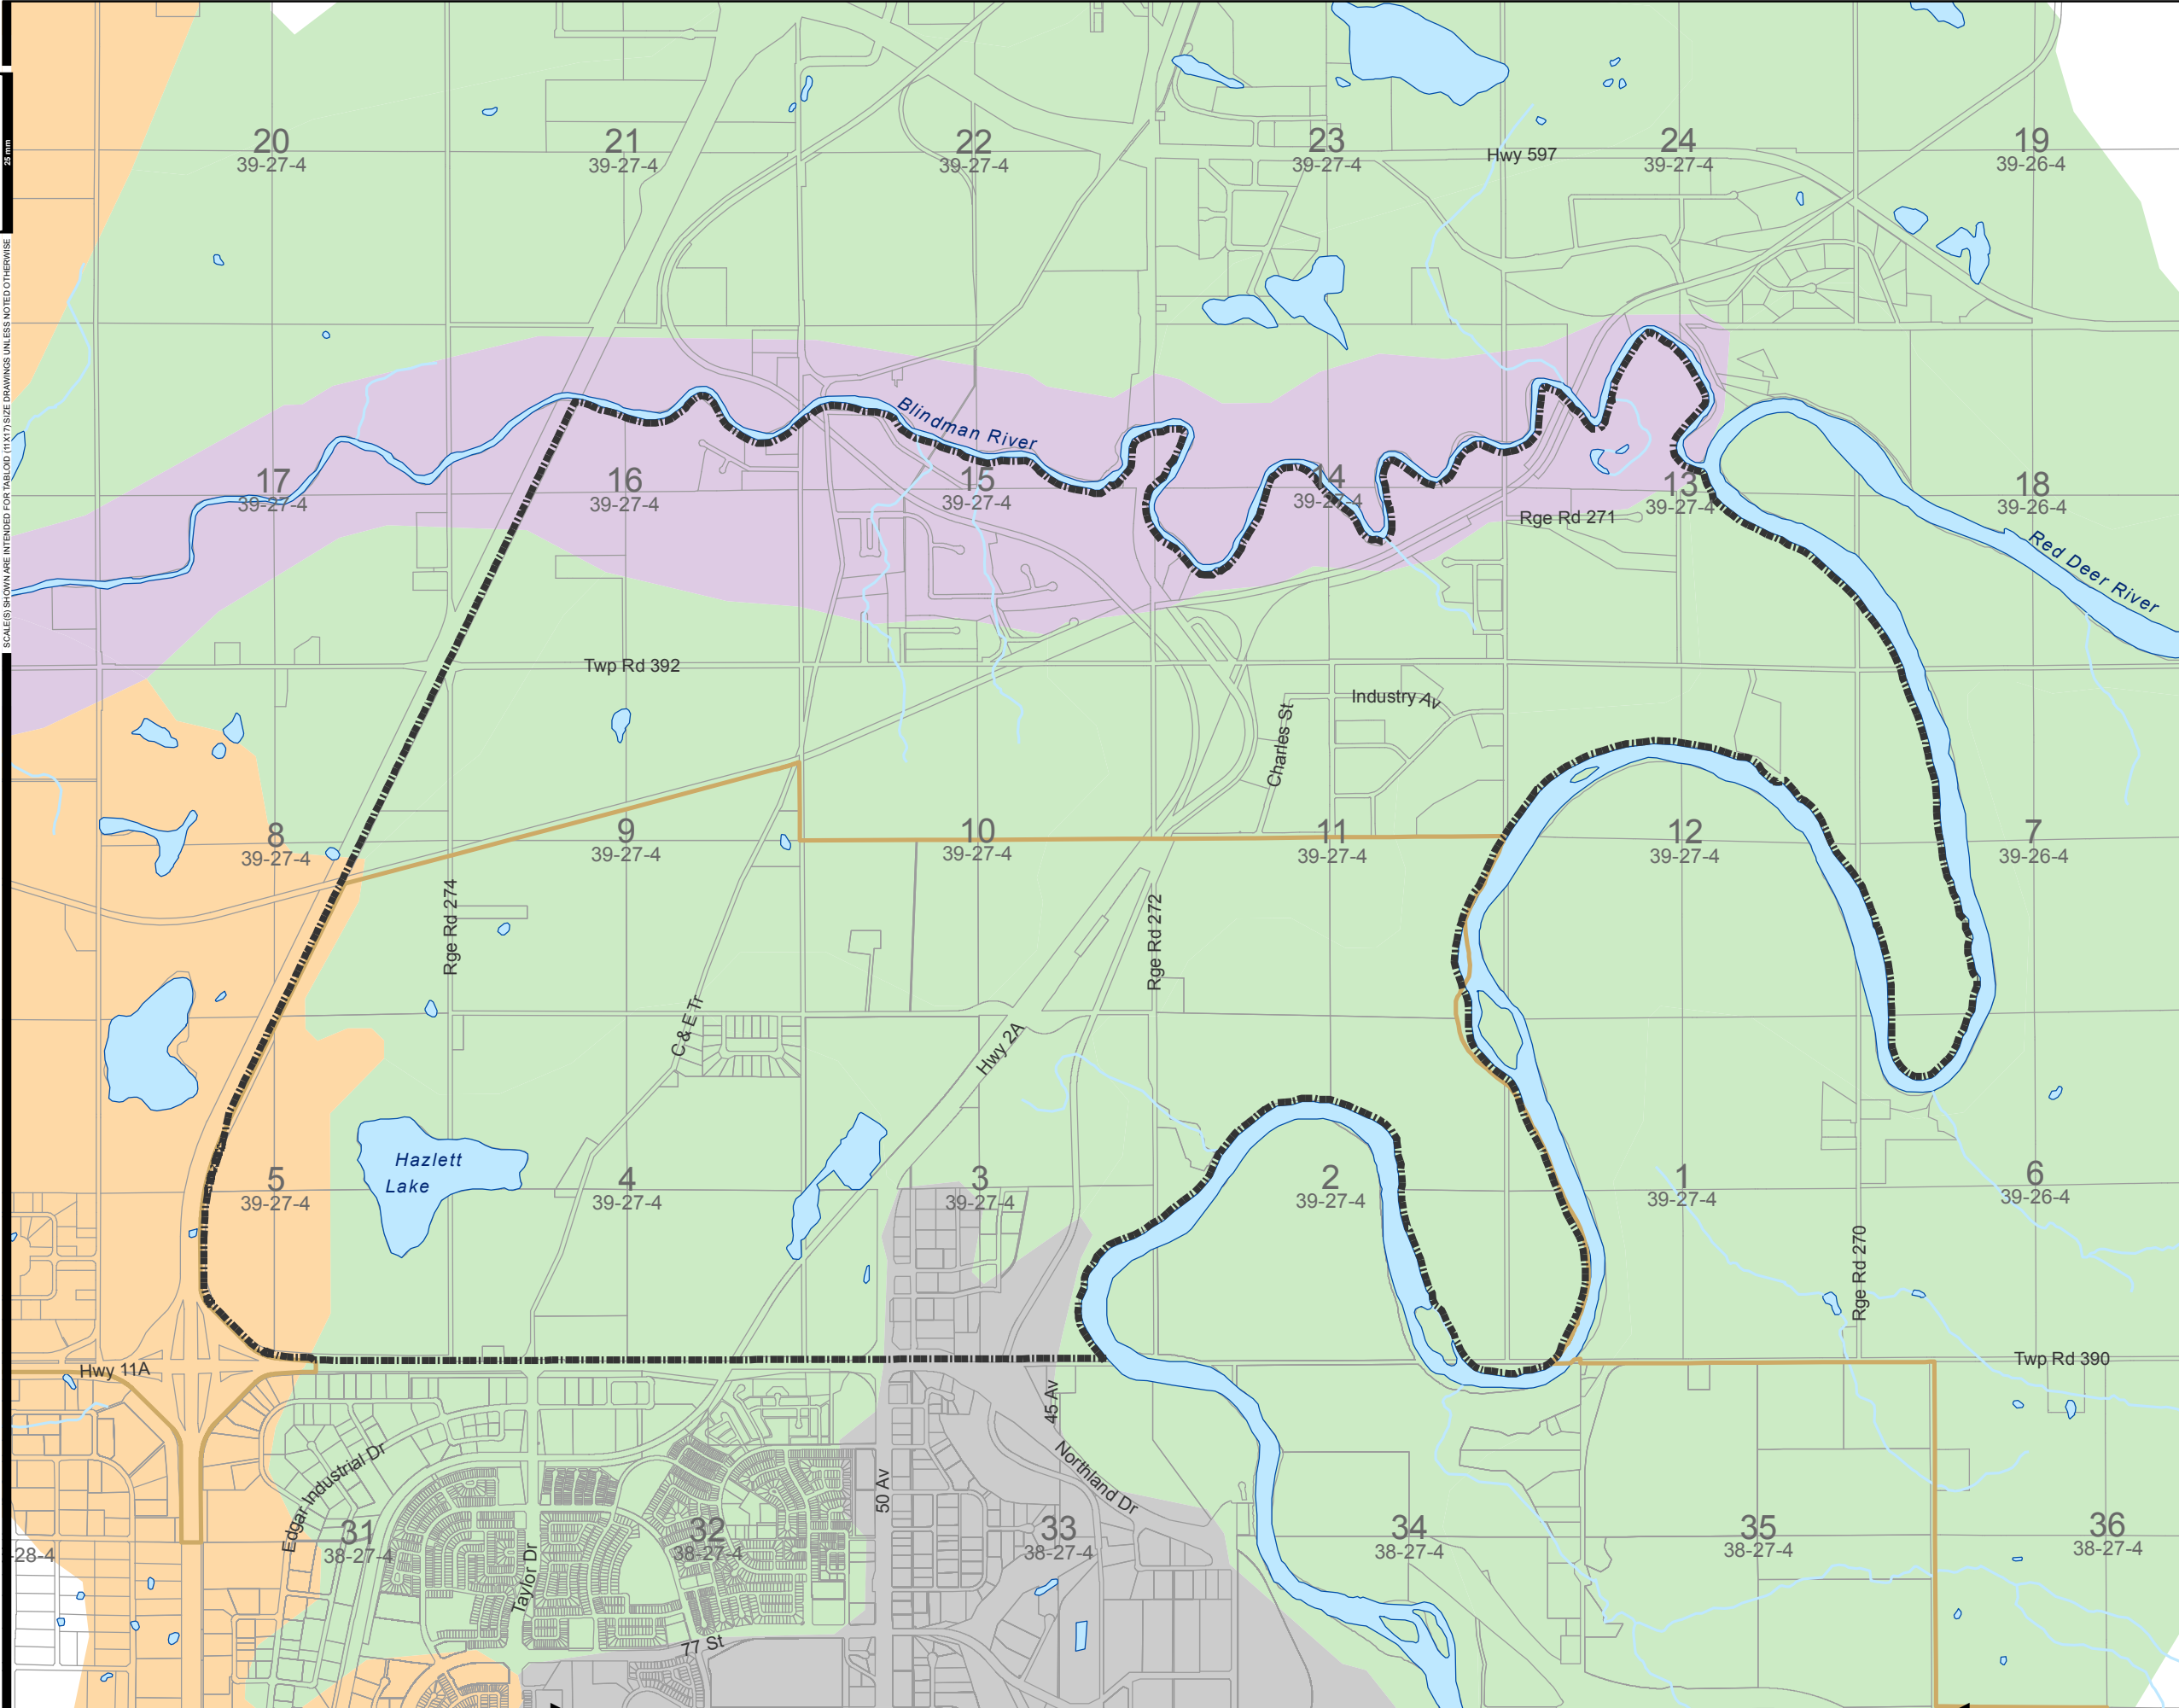 25 mm
SCALE(S) SHOWN ARE INTENDED FOR TABLOID (11X17) SIZE DRAWINGS UNLESS NOTED OTHERWISE
20
39-27-4
21
39-27-4
22
39-27-4
23
39-27-4
Hwy 597
24
39-27-4
19
39-26-4
Blindman River
17
39-27-4
16
39-27-4
15
39-27-4
14
39-27-4
13
39-27-4
18
39-26-4
Rge Rd 271
Red Deer River
Twp Rd 392
Industry Av
Charles St
8
39-27-4
9
39-27-4
10
39-27-4
11
39-27-4
12
39-27-4
7
39-26-4
Rge Rd 274
Rge Rd 272
C & E Tr
Hwy 2A
Hazlett
Lake
5
39-27-4
4
39-27-4
3
39-27-4
2
39-27-4
1
39-27-4
6
39-26-4
Rge Rd 270
Hwy 11A
Twp Rd 390
45 Av
Edgar Industrial Dr
Northland Dr
50 Av
Taylor Dr
-28-4
31
38-27-4
32
38-27-4
33
38-27-4
34
38-27-4
35
38-27-4
36
38-27-4
77 St